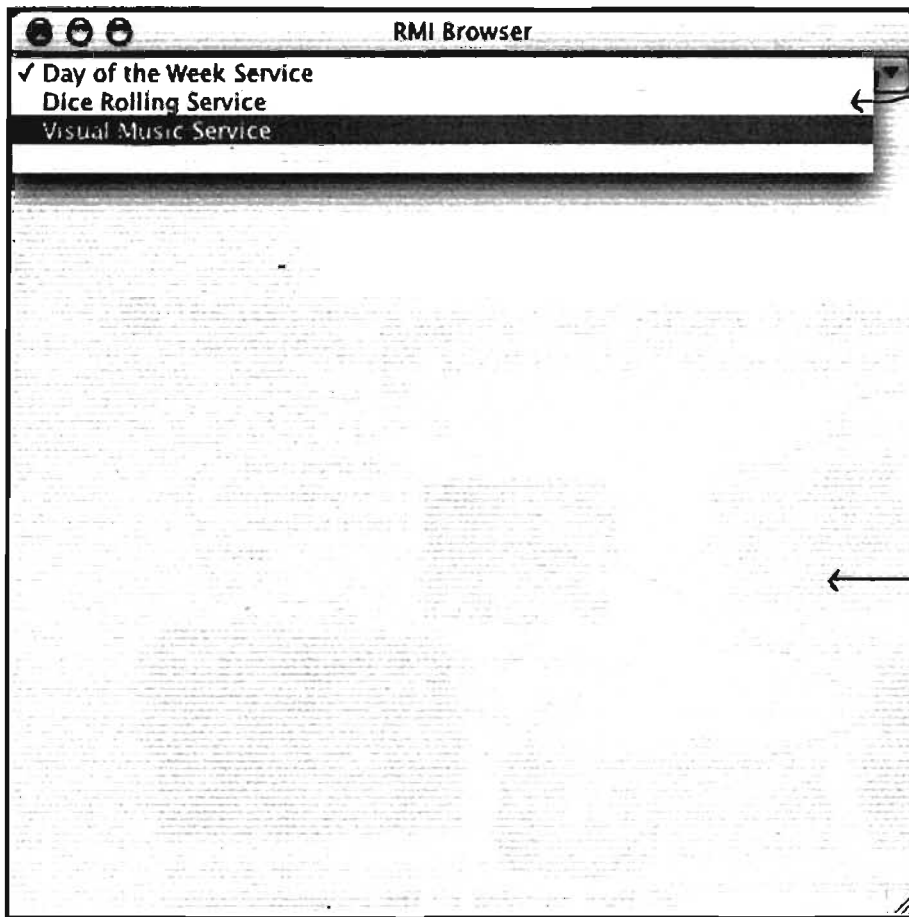 RMI Browser
✓ Day of the Week Service
Dice Rolling Service
Visual Music Service